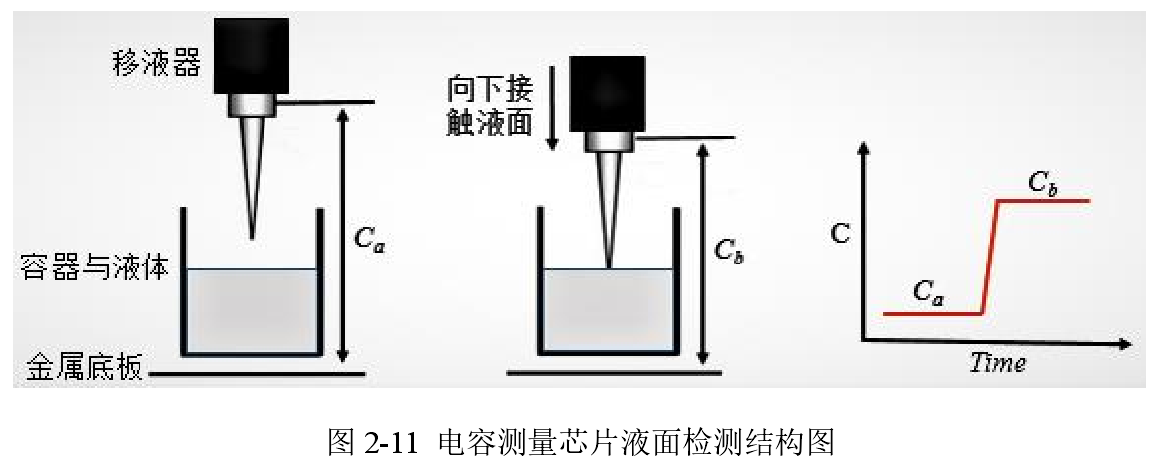 移液器
向下接
触液面
Ca
Cb
容器与液体
金属底板
C
Cb
Ca
Time
图 2-11 电容测量芯片液面检测结构图